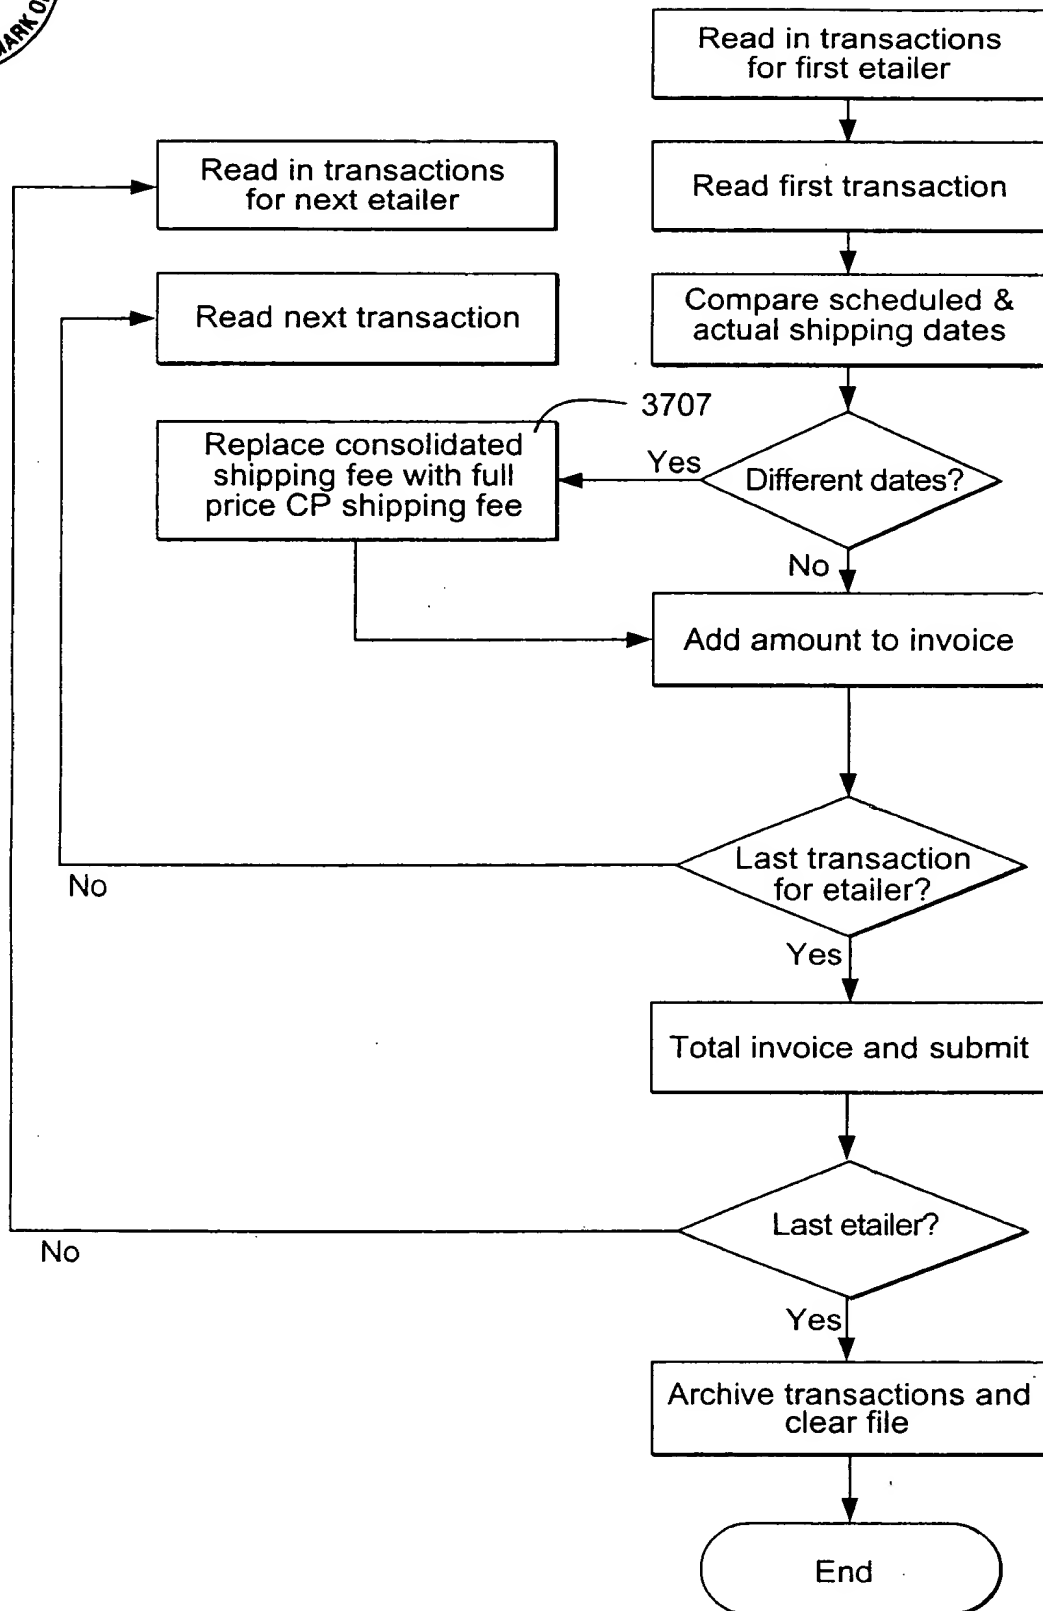 MARK
Read in transactions
for first etailer
Read in transactions
for next etailer
Read first transaction
Read next transaction
Compare scheduled &
actual shipping dates
3707
Replace consolidated
shipping fee with full
price CP shipping fee
Yes
Different dates?
No
Add amount to invoice
Last transaction
for etailer?
No
Yes
Total invoice and submit
Last etailer?
No
Yes
Archive transactions and
clear file
End